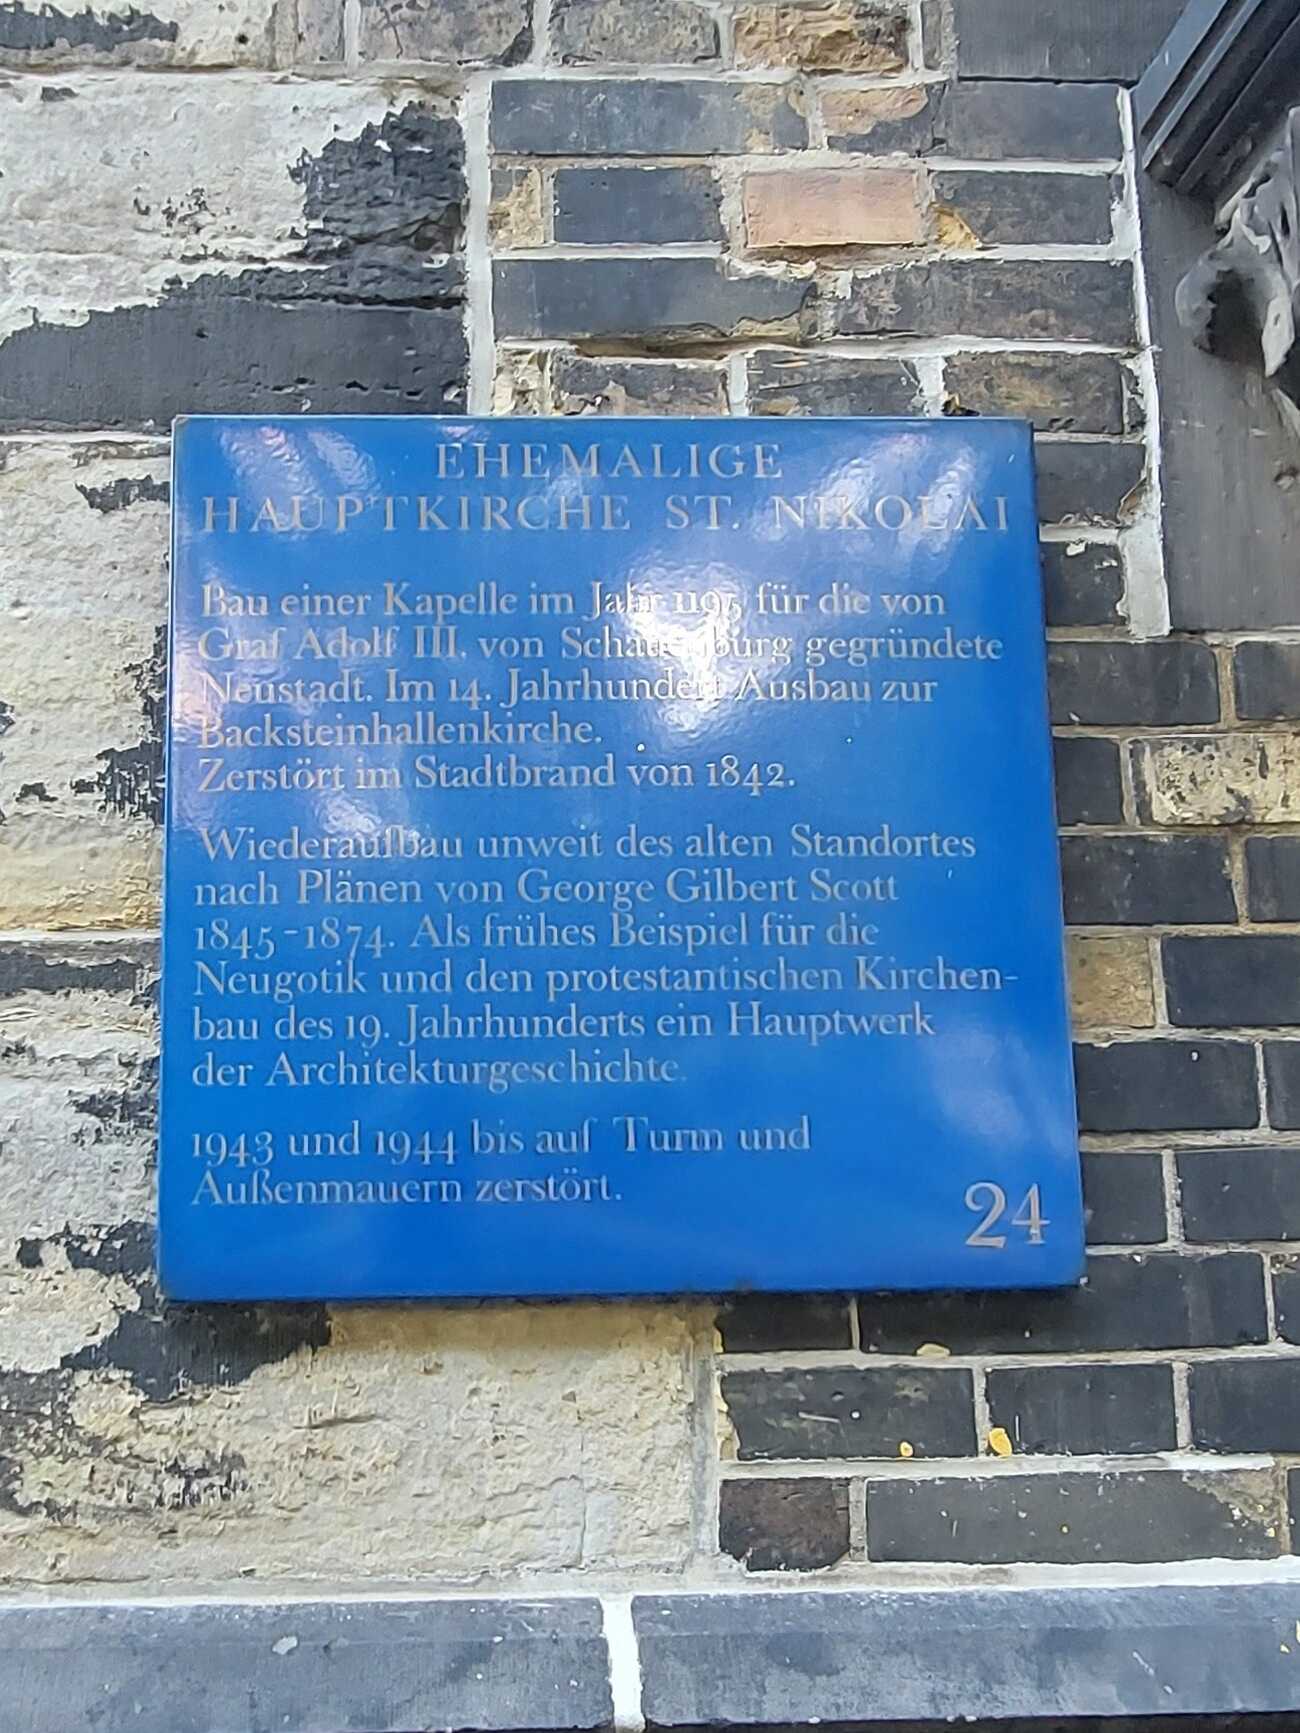 EHEMALIGE
HAUPTKIRCHE ST. NIKOLAI
Bau einer Kapelle im Jahr 1195 für die von
Graf Adolf III. von Schauenburg gegründete
Neustadt. Im 14. Jahrhundert Ausbau zur
Backsteinhallenkirche.
Zerstört im Stadtbrand von 1842.
Wiederaufbau unweit des alten Standortes
nach Plänen von George Gilbert Scott
1845-1874. Als frühes Beispiel für die
Neugotik und den protestantischen Kirchen-
bau des 19. Jahrhunderts ein Hauptwerk
der Architekturgeschichte.
1943 und 1944 bis auf Turm und
Außenmauern zerstört.
24